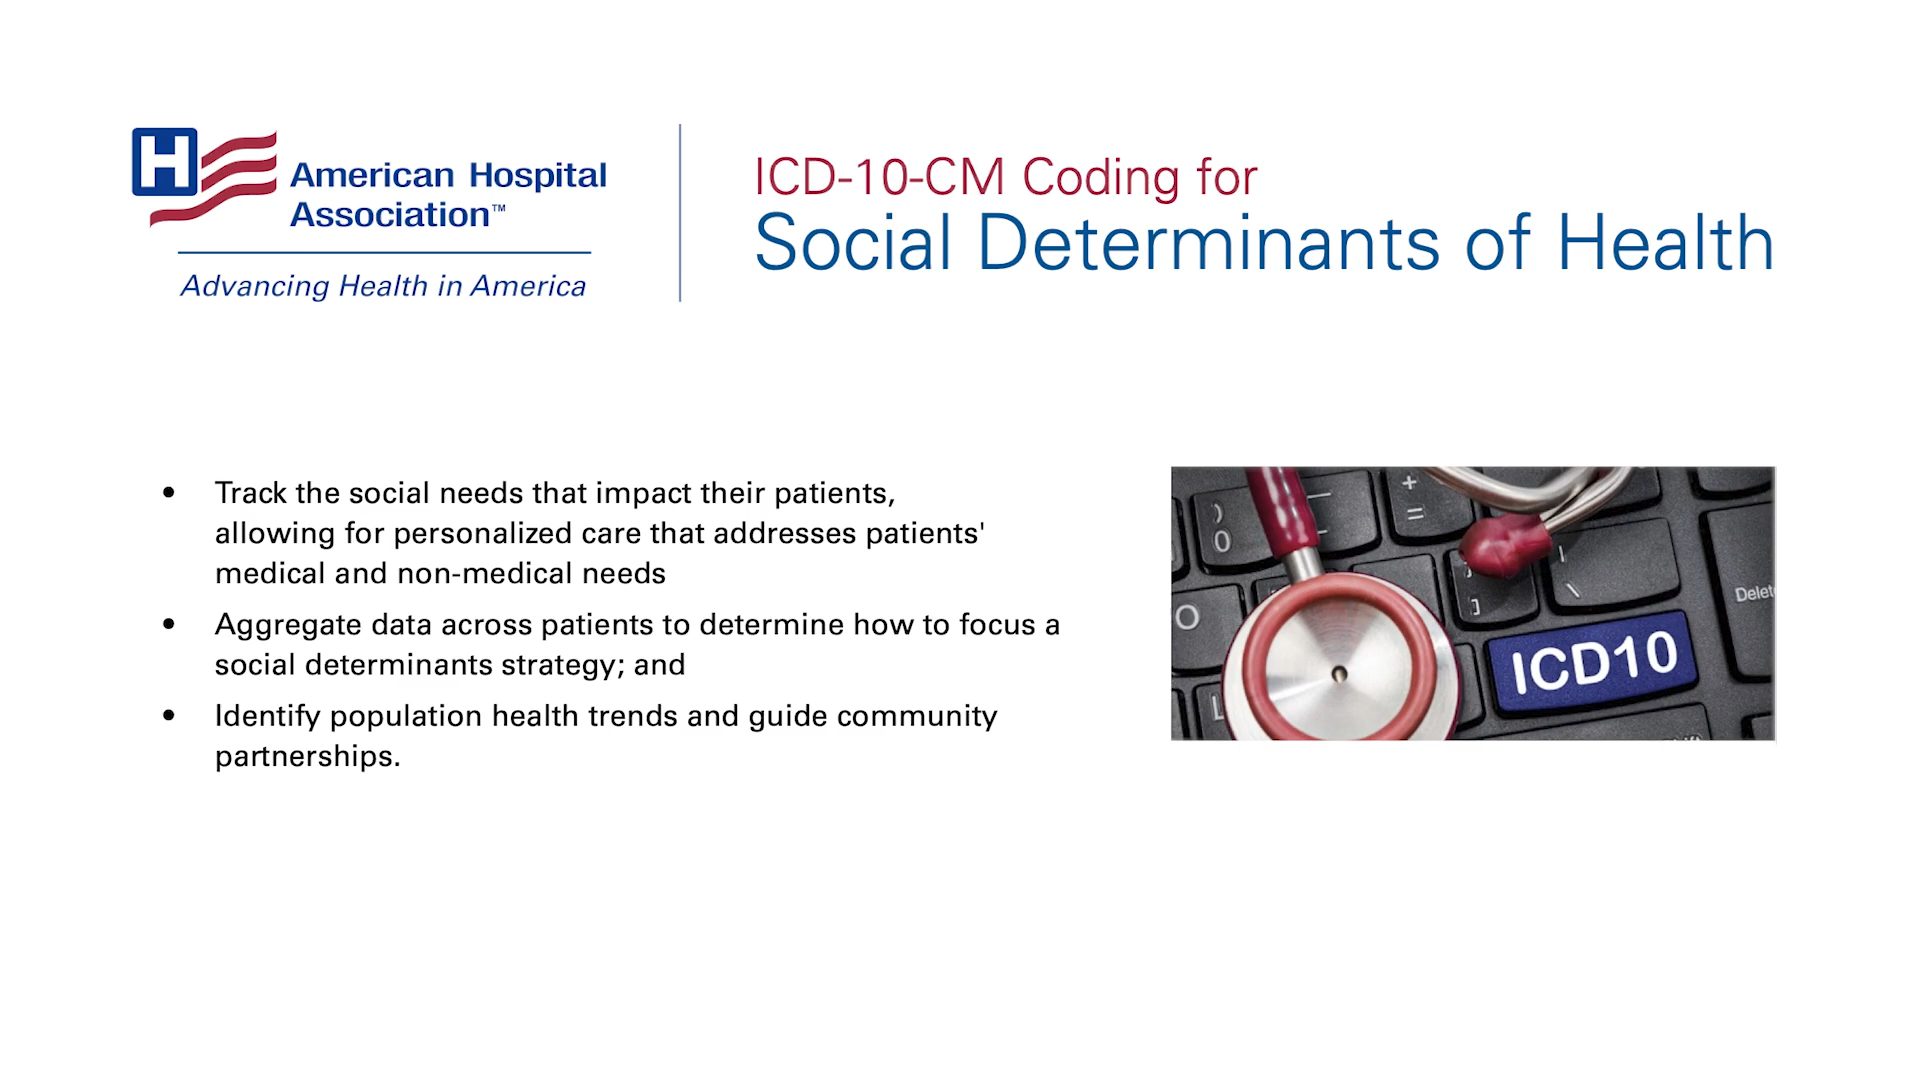 H
American Hospital
Association™
Advancing Health in America
ICD-10-CM Coding for
Social Determinants of Health
• Track the social needs that impact their patients,
allowing for personalized care that addresses patients'
medical and non-medical needs
• Aggregate data across patients to determine how to focus a
social determinants strategy; and
• Identify population health trends and guide community
partnerships.
+
=
)
0
|
\
]
O
L
Delet
ICD10